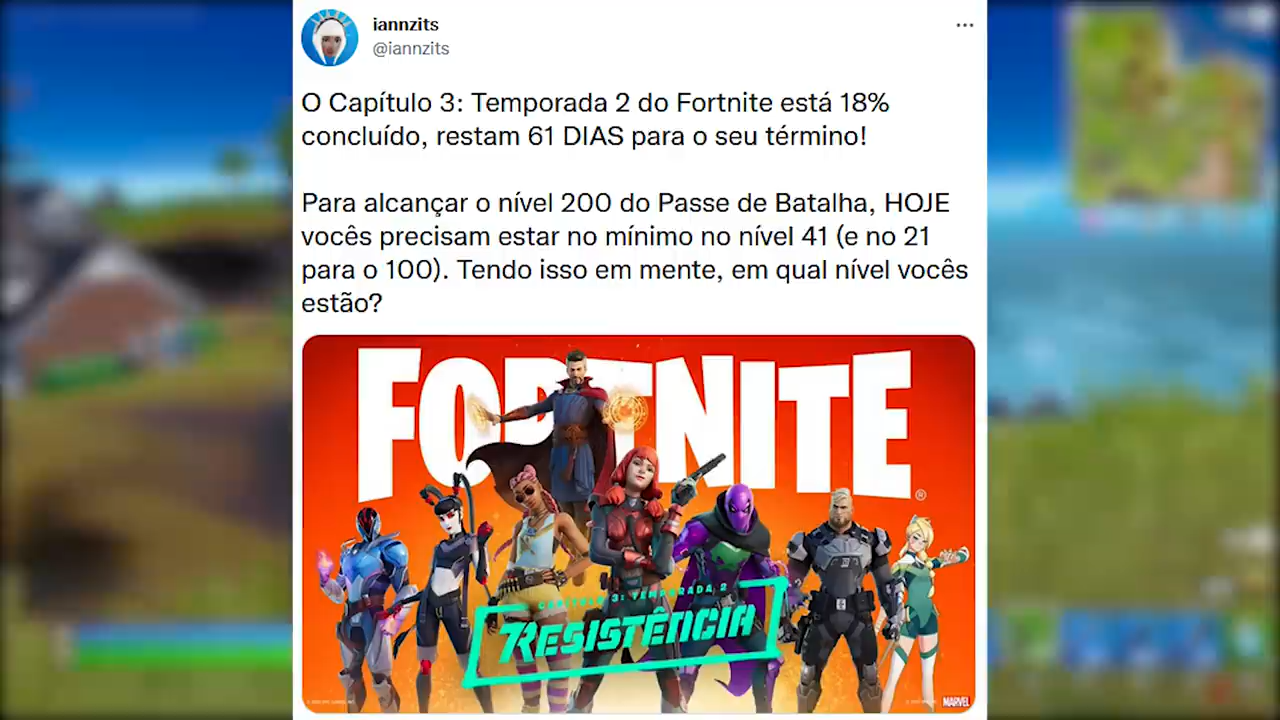 iannzits
@iannzits
O Capítulo 3: Temporada 2 do Fortnite está 18%
concluído, restam 61 DIAS para o seu término!
Para alcançar o nível 200 do Passe de Batalha, HOJE
vocês precisam estar no mínimo no nível 41 (e no 21
para o 100). Tendo isso em mente, em qual nível vocês
estão?
FORTNITE
®
CAPÍTULO 3: TEMPORADA 2
RESISTÊNCIA
MARVEL